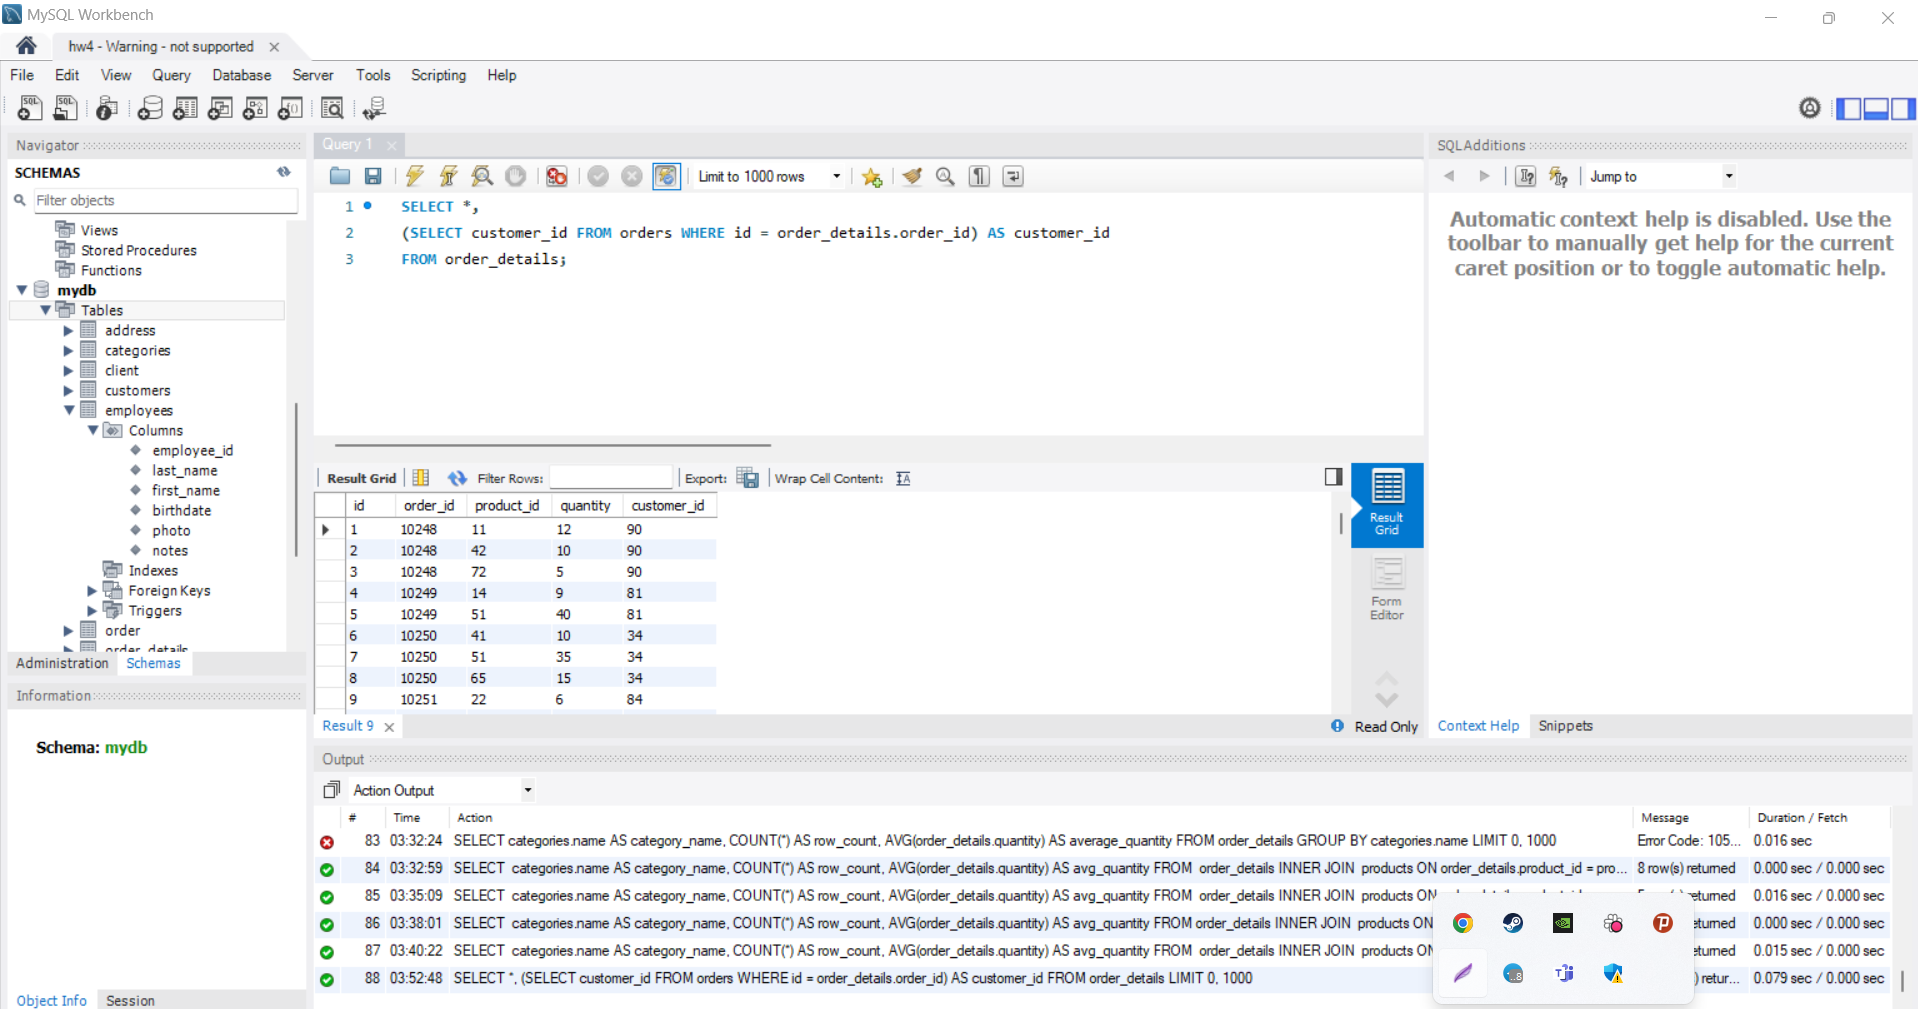 MySQL Workbench
hw4 - Warning - not supported
File Edit View Query Database Server Tools Scripting Help
Navigator
SCHEMAS
Filter objects
Views
Stored Procedures
Functions
mydb
Tables
address
categories
client
customers
employees
Columns
employee_id
last_name
first_name
birthdate
photo
notes
Indexes
Foreign Keys
Triggers
order
order_details
Administration Schemas
Information
Schema: mydb
Object Info Session
Query 1
Limit to 1000 rows
1 SELECT *,
2 (SELECT customer_id FROM orders WHERE id = order_details.order_id) AS customer_id
3 FROM order_details;
Result Grid Filter Rows: Export: Wrap Cell Content:
id order_id product_id quantity customer_id
1 10248 11 12 90
2 10248 42 10 90
3 10248 72 5 90
4 10249 14 9 81
5 10249 51 40 81
6 10250 41 10 34
7 10250 51 35 34
8 10250 65 15 34
9 10251 22 6 84
Result Grid
Form Editor
Result 9
Read Only
SQLAdditions
Jump to
Automatic context help is disabled. Use the
toolbar to manually get help for the current
caret position or to toggle automatic help.
Context Help Snippets
Output
Action Output
# Time Action Message Duration / Fetch
83 03:32:24 SELECT categories.name AS category_name, COUNT(*) AS row_count, AVG(order_details.quantity) AS average_quantity FROM order_details GROUP BY categories.name LIMIT 0, 1000 Error Code: 105... 0.016 sec
84 03:32:59 SELECT categories.name AS category_name, COUNT(*) AS row_count, AVG(order_details.quantity) AS avg_quantity FROM order_details INNER JOIN products ON order_details.product_id = pro... 8 row(s) returned 0.000 sec / 0.000 sec
85 03:35:09 SELECT categories.name AS category_name, COUNT(*) AS row_count, AVG(order_details.quantity) AS avg_quantity FROM order_details INNER JOIN products ON 0.016 sec / 0.000 sec
86 03:38:01 SELECT categories.name AS category_name, COUNT(*) AS row_count, AVG(order_details.quantity) AS avg_quantity FROM order_details INNER JOIN products ON 0.000 sec / 0.000 sec
87 03:40:22 SELECT categories.name AS category_name, COUNT(*) AS row_count, AVG(order_details.quantity) AS avg_quantity FROM order_details INNER JOIN products ON 0.015 sec / 0.000 sec
88 03:52:48 SELECT *, (SELECT customer_id FROM orders WHERE id = order_details.order_id) AS customer_id FROM order_details LIMIT 0, 1000 0.079 sec / 0.000 sec